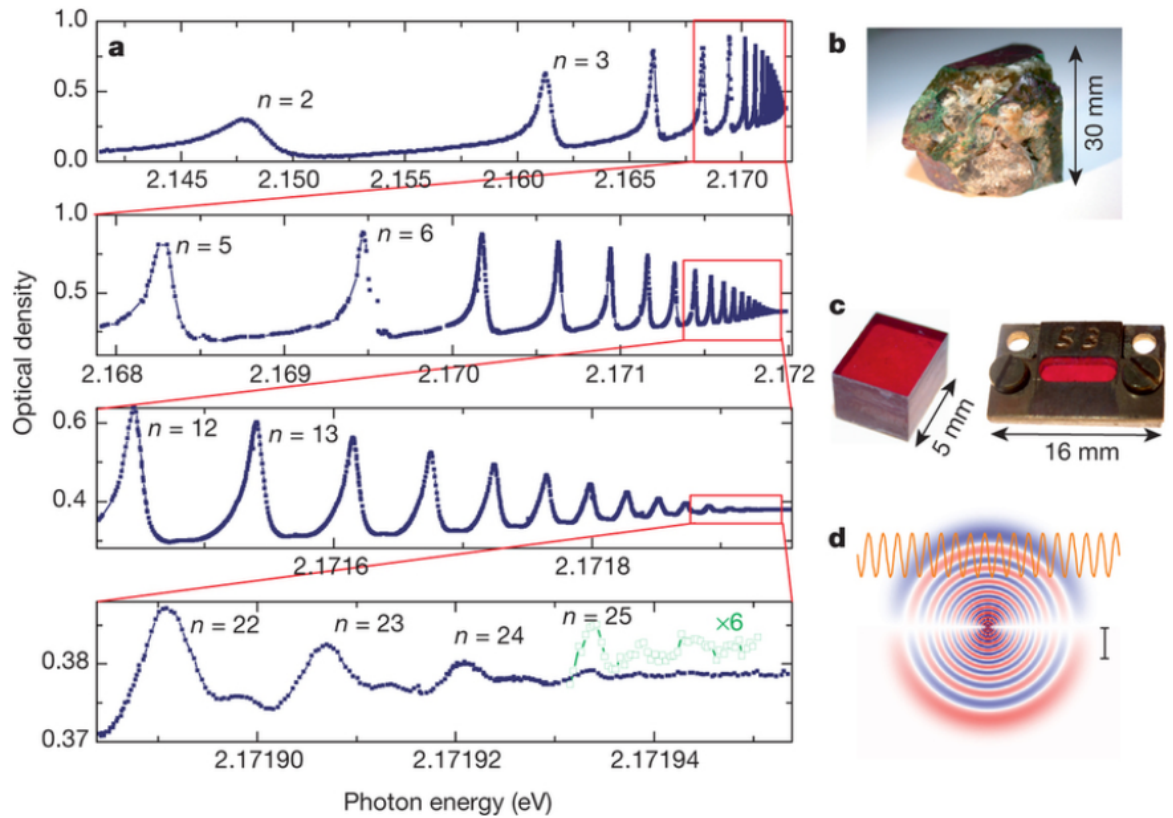 a
1.0
0.5
0.0
n = 2
n = 3
2.145
2.150
2.155
2.160
2.165
2.170
1.0
0.5
n = 5
n = 6
2.168
2.169
2.170
2.171
2.172
0.6
0.4
n = 12
n = 13
2.1716
2.1718
0.38
0.37
n = 22
n = 23
n = 24
n = 25
×6
2.17190
2.17192
2.17194
Optical density
Photon energy (eV)
b
30 mm
c
5 mm
S3
16 mm
d